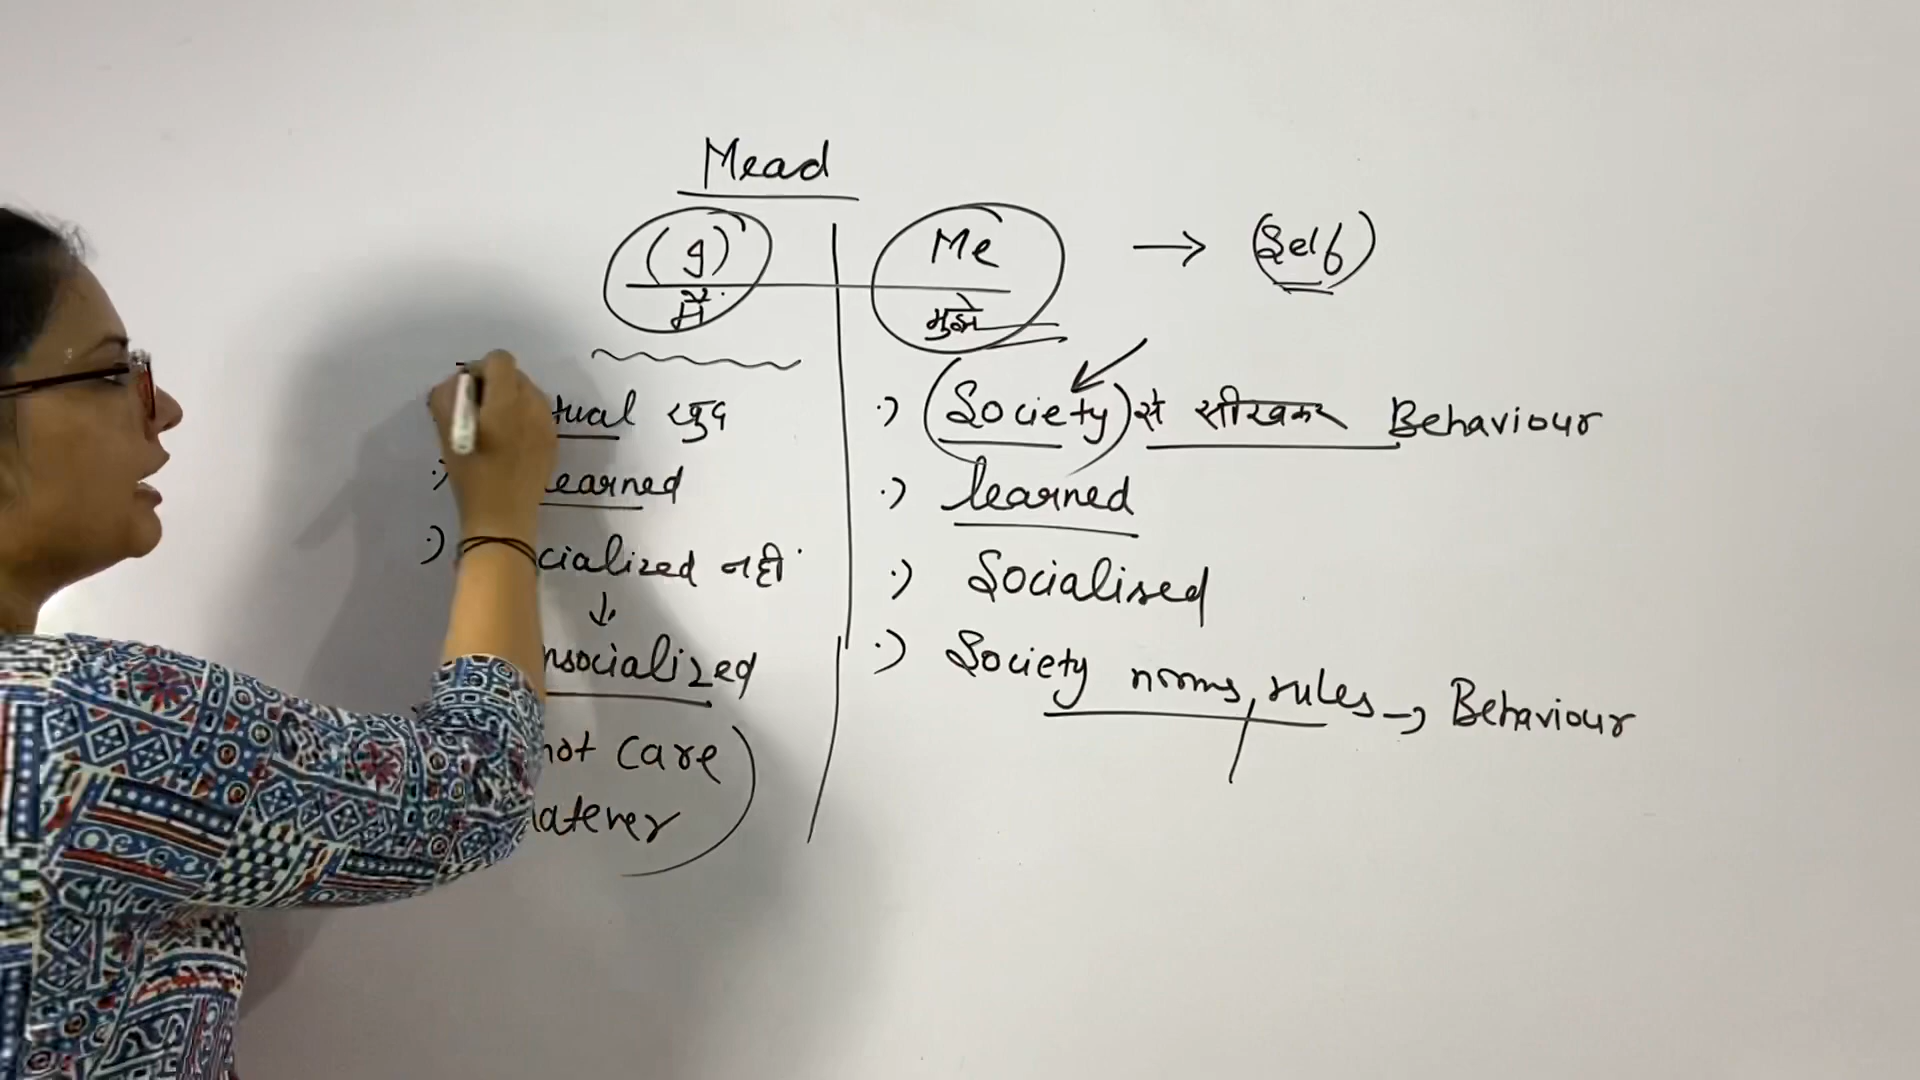 Mead
(I) Me → (Self)
मैं मुझे
tual खुद
earned
cialized नहीं
↓
nsocialized
not care
hatever
·) (Society) से सीखकर Behaviour
·) learned
·) Socialised
·) Society norms, rules → Behaviour